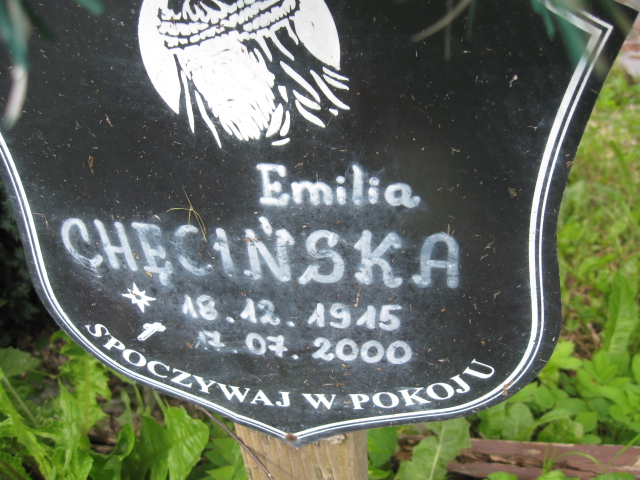 Emilia
CHĘCIŃSKA
18.12.1915
17.07.2000
SPOCZYWAJ W POKOJU